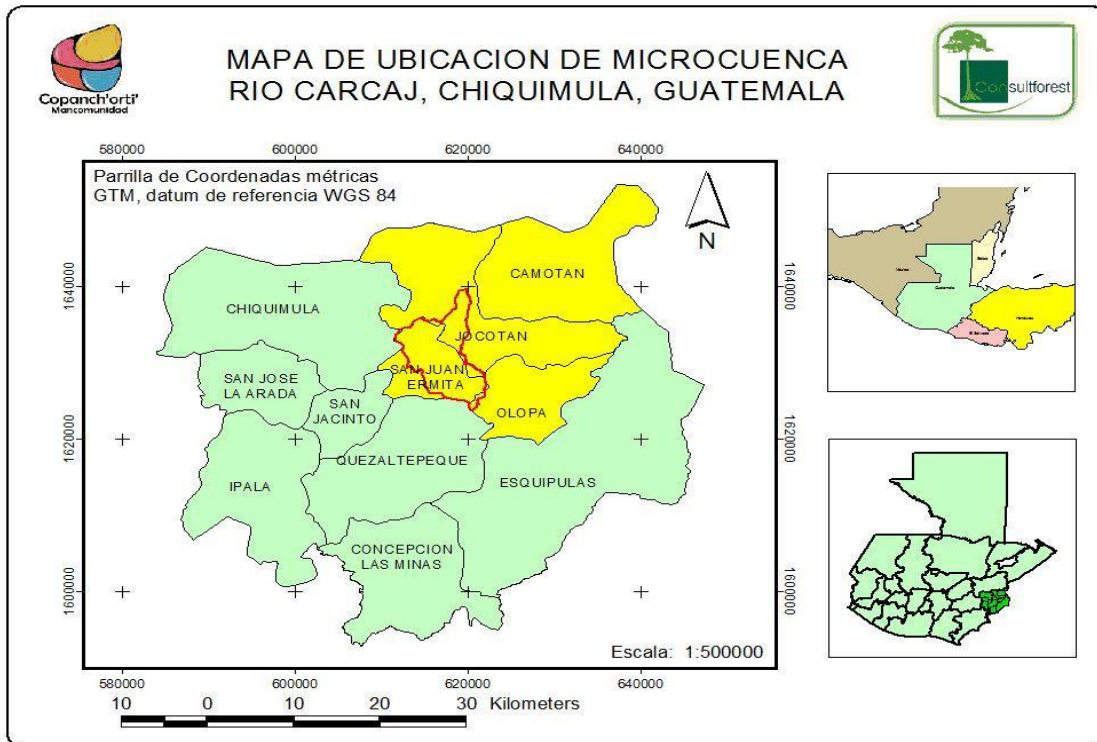 Copanch'orti'
Mancomunidad
MAPA DE UBICACION DE MICROCUENCA
RIO CARCAJ, CHIQUIMULA, GUATEMALA
Consultforest
580000 600000 620000 640000
Parrilla de Coordenadas métricas
GTM, datum de referencia WGS 84
N
1640000 1640000
CAMOTAN
CHIQUIMULA
JOCOTAN
SAN JOSE
LA ARADA
SAN JUAN
ERMITA
SAN
JACINTO
OLOPA
1620000 1620000
QUEZALTEPEQUE
IPALA
ESQUIPULAS
CONCEPCION
LAS MINAS
1600000 1600000
Escala: 1:500000
580000 600000 620000 640000
10 0 10 20 30 Kilometers